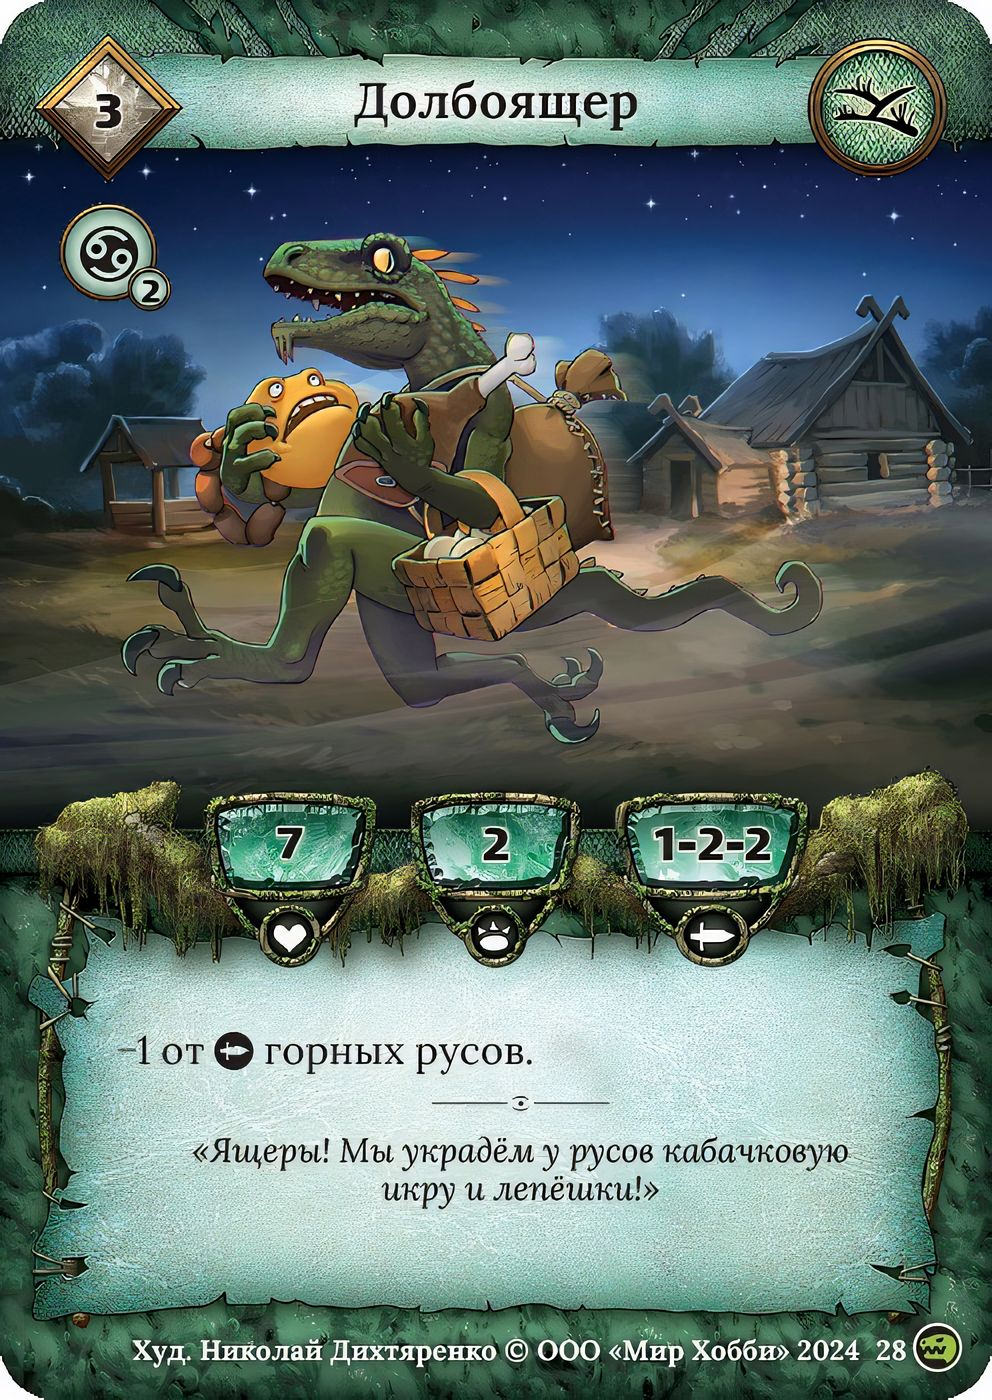 3
Долбоящер
2
7
2
1-2-2
-1 от горных русов.
«Ящеры! Мы украдём у русов кабачковую
икру и лепёшки!»
Худ. Николай Дихтяренко © ООО «Мир Хобби» 2024 28